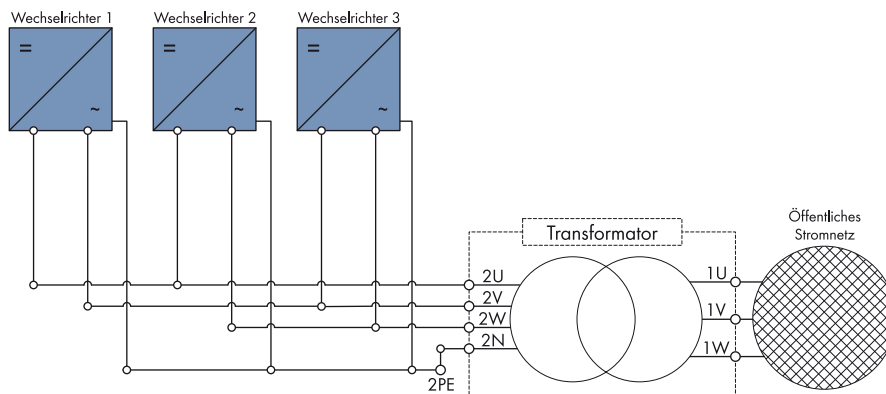 Wechselrichter 1
Wechselrichter 2
Wechselrichter 3
=
~
=
~
=
~
Transformator
Öffentliches
Stromnetz
2U
2V
2W
2N
2PE
1U
1V
1W